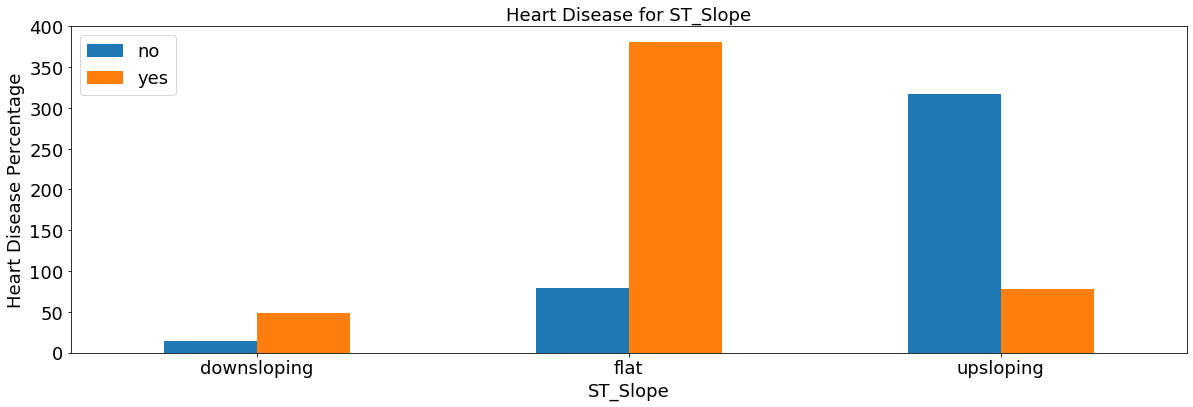 Heart Disease for ST_Slope
Heart Disease Percentage
400
350
300
250
200
150
100
50
0
no
yes
downsloping
flat
upsloping
ST_Slope